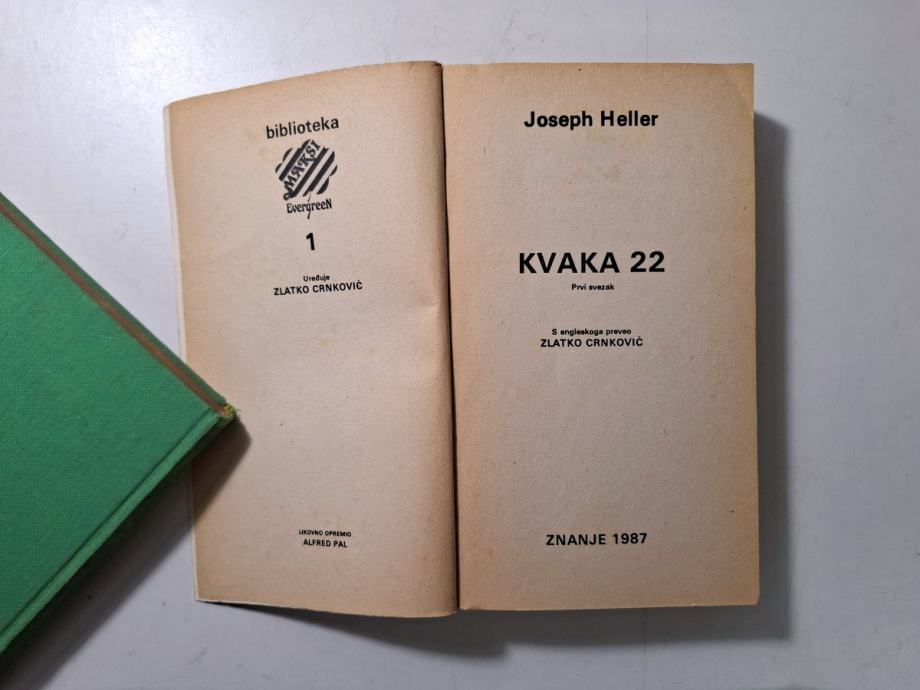 biblioteka
MAKSI
EvergreeN
1
Uređuje
ZLATKO CRNKOVIĆ
LIKOVNO OPREMIO
ALFRED PAL
Joseph Heller
KVAKA 22
Prvi svezak
S engleskoga preveo
ZLATKO CRNKOVIĆ
ZNANJE 1987